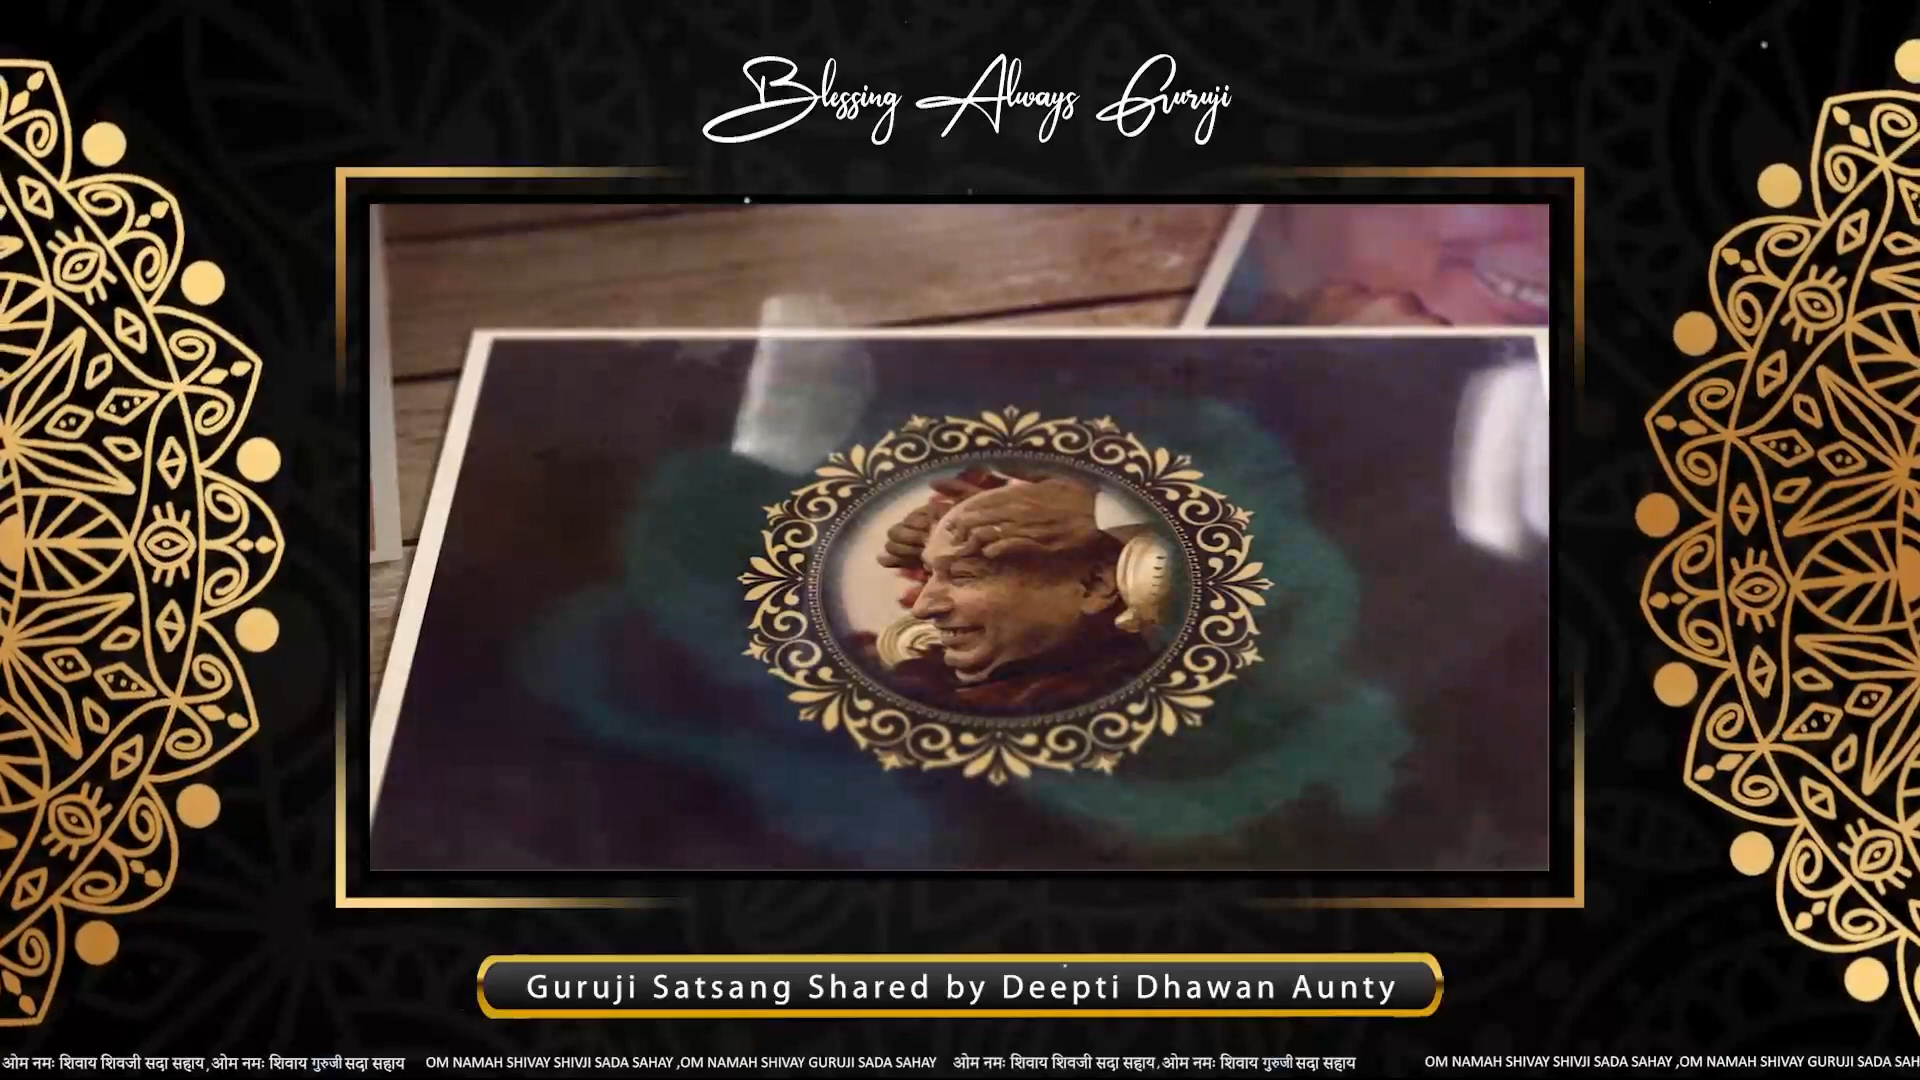 Blessing Always Guruji
Guruji Satsang Shared by Deepti Dhawan Aunty
ओम नमः शिवाय शिवजी सदा सहाय ,ओम नमः शिवाय गुरुजी सदा सहाय OM NAMAH SHIVAY SHIVJI SADA SAHAY ,OM NAMAH SHIVAY GURUJI SADA SAHAY ओम नमः शिवाय शिवजी सदा सहाय ,ओम नमः शिवाय गुरुजी सदा सहाय OM NAMAH SHIVAY SHIVJI SADA SAHAY ,OM NAMAH SHIVAY GURUJI SADA SAH